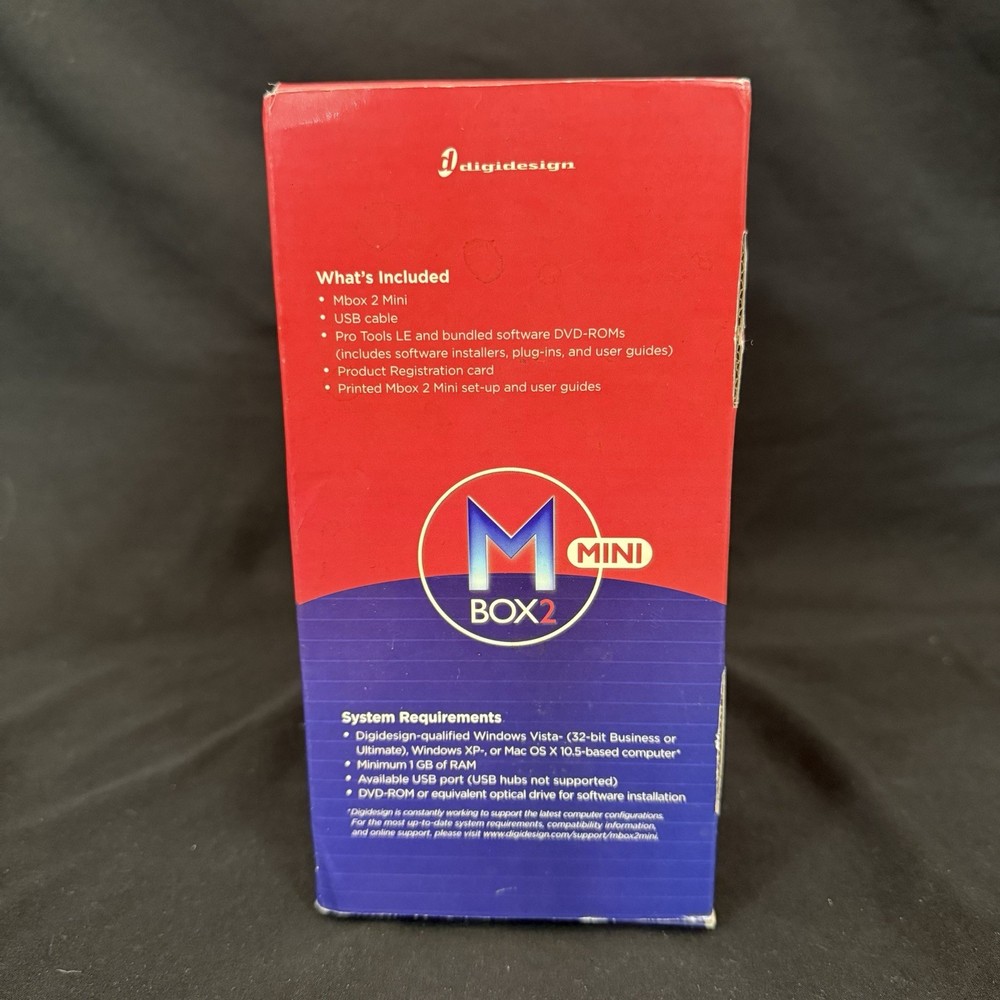 digidesign
What's Included
• Mbox 2 Mini
• USB cable
• Pro Tools LE and bundled software DVD-ROMs
(includes software installers, plug-ins, and user guides)
• Product Registration card
• Printed Mbox 2 Mini set-up and user guides
M
MINI
BOX2
System Requirements
• Digidesign-qualified Windows Vista- (32-bit Business or
Ultimate), Windows XP-, or Mac OS X 10.5-based computer*
• Minimum 1 GB of RAM
• Available USB port (USB hubs not supported)
• DVD-ROM or equivalent optical drive for software installation
*Digidesign is constantly working to support the latest computer configurations.
For the most up-to-date system requirements, compatibility information,
and online support, please visit www.digidesign.com/support/mbox2mini.